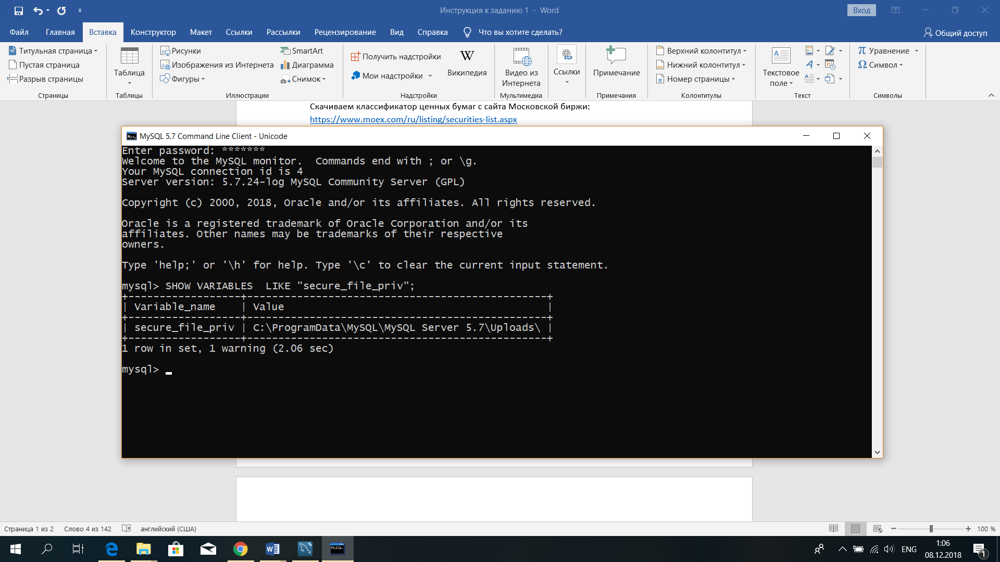 Инструкция к заданию 1 - Word
Вход
Файл Главная Вставка Конструктор Макет Ссылки Рассылки Рецензирование Вид Справка Что вы хотите сделать? Общий доступ
Титульная страница
Пустая страница
Разрыв страницы
Страницы
Таблица
Таблицы
Рисунки
Изображения из Интернета
Фигуры
SmartArt
Диаграмма
Снимок
Иллюстрации
Получить надстройки
Мои надстройки
W
Википедия
Надстройки
Видео из
Интернета
Мультимедиа
Ссылки
Примечание
Примечания
Верхний колонтитул
Нижний колонтитул
Номер страницы
Колонтитулы
Текстовое
поле
Текст
π Уравнение
Ω Символ
Символы
Скачиваем классификатор ценных бумаг с сайта Московской биржи:
https://www.moex.com/ru/listing/securities-list.aspx
MySQL 5.7 Command Line Client - Unicode
Enter password: *******
Welcome to the MySQL monitor.  Commands end with ; or \g.
Your MySQL connection id is 4
Server version: 5.7.24-log MySQL Community Server (GPL)
Copyright (c) 2000, 2018, Oracle and/or its affiliates. All rights reserved.
Oracle is a registered trademark of Oracle Corporation and/or its
affiliates. Other names may be trademarks of their respective
owners.
Type 'help;' or '\h' for help. Type '\c' to clear the current input statement.
mysql> SHOW VARIABLES  LIKE "secure_file_priv";
+------------------+------------------------------------------------+
| Variable_name    | Value                                          |
+------------------+------------------------------------------------+
| secure_file_priv | C:\ProgramData\MySQL\MySQL Server 5.7\Uploads\ |
+------------------+------------------------------------------------+
1 row in set, 1 warning (2.06 sec)
mysql> _
Страница 1 из 2 Слово 4 из 142 английский (США) 100 %
ENG
1:06
08.12.2018
1